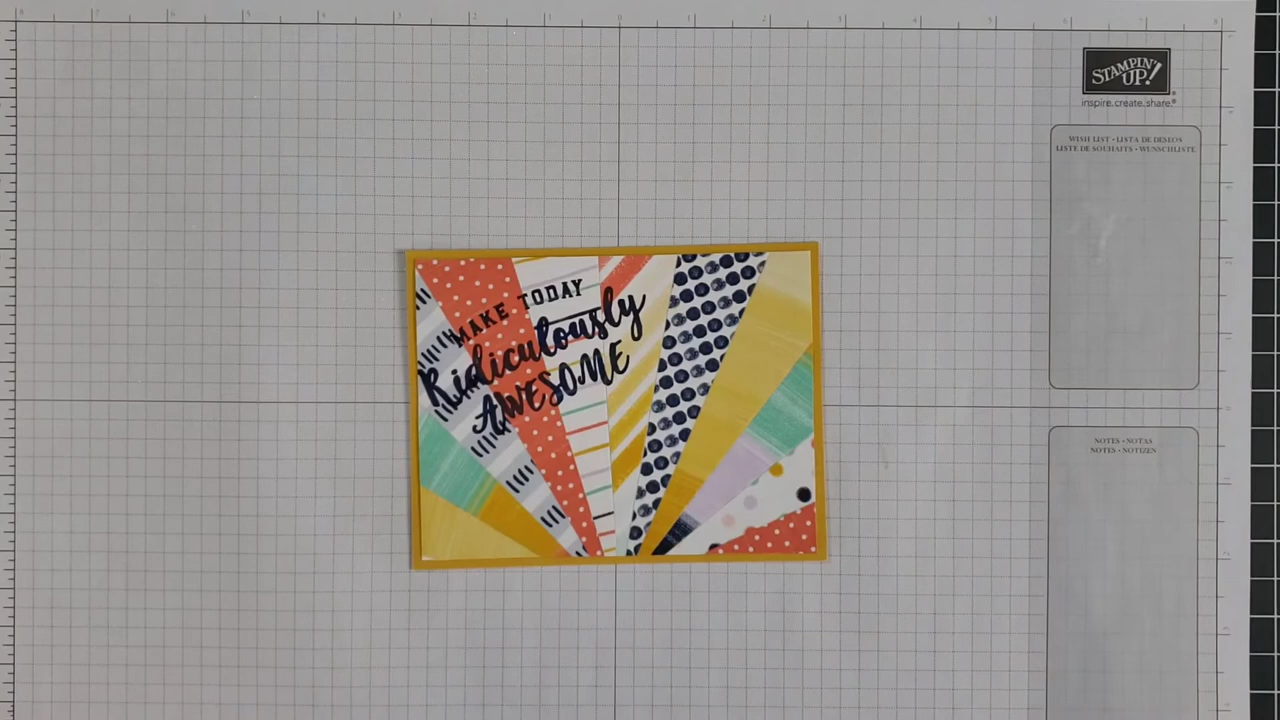 STAMPIN' UP!®
inspire.create.share.®
WISH LIST • LISTA DE DESEOS
LISTE DE SOUHAITS • WUNSCHLISTE
MAKE TODAY
Ridiculously
AWESOME
NOTES • NOTAS
NOTES • NOTIZEN